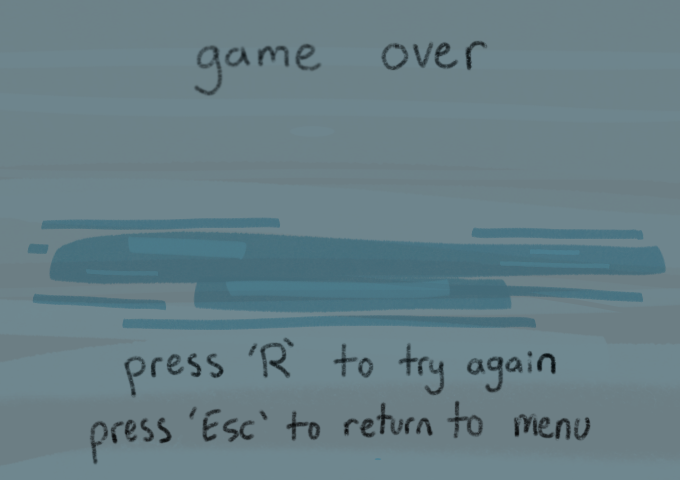 game over
press 'R' to try again
press 'Esc' to return to menu